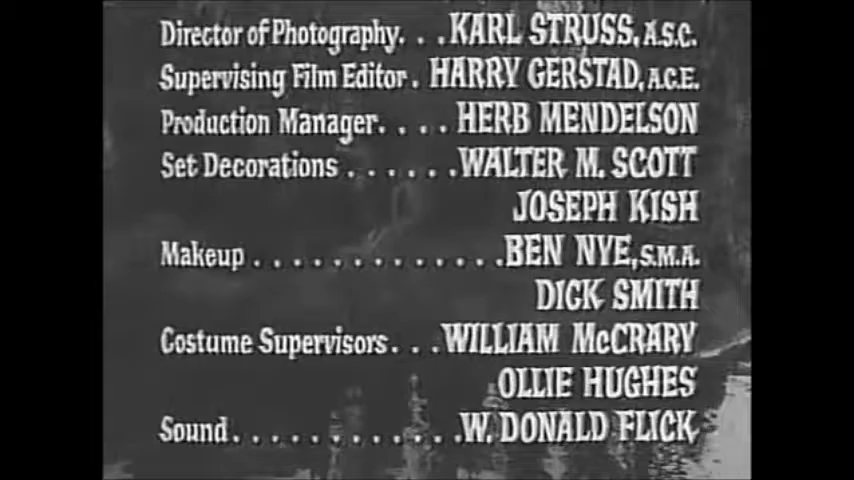 Director of Photography. . . KARL STRUSS, A.S.C.
Supervising Film Editor . HARRY GERSTAD, A.C.E.
Production Manager. . . . HERB MENDELSON
Set Decorations . . . . . . WALTER M. SCOTT
JOSEPH KISH
Makeup . . . . . . . . . . . . . BEN NYE, S.M.A.
DICK SMITH
Costume Supervisors. . . WILLIAM McCRARY
OLLIE HUGHES
Sound. . . . . . . . . . . . . W. DONALD FLICK